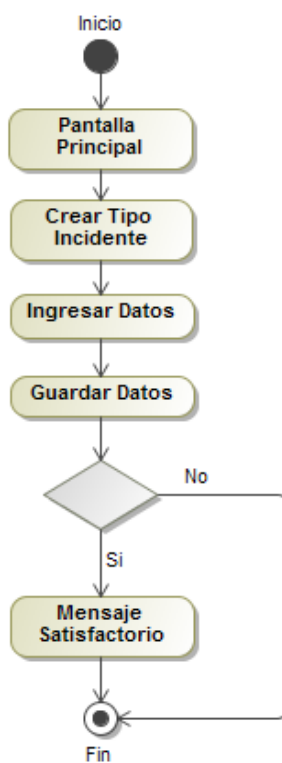 Inicio
Pantalla
Principal
Crear Tipo
Incidente
Ingresar Datos
Guardar Datos
No
Si
Mensaje
Satisfactorio
Fin